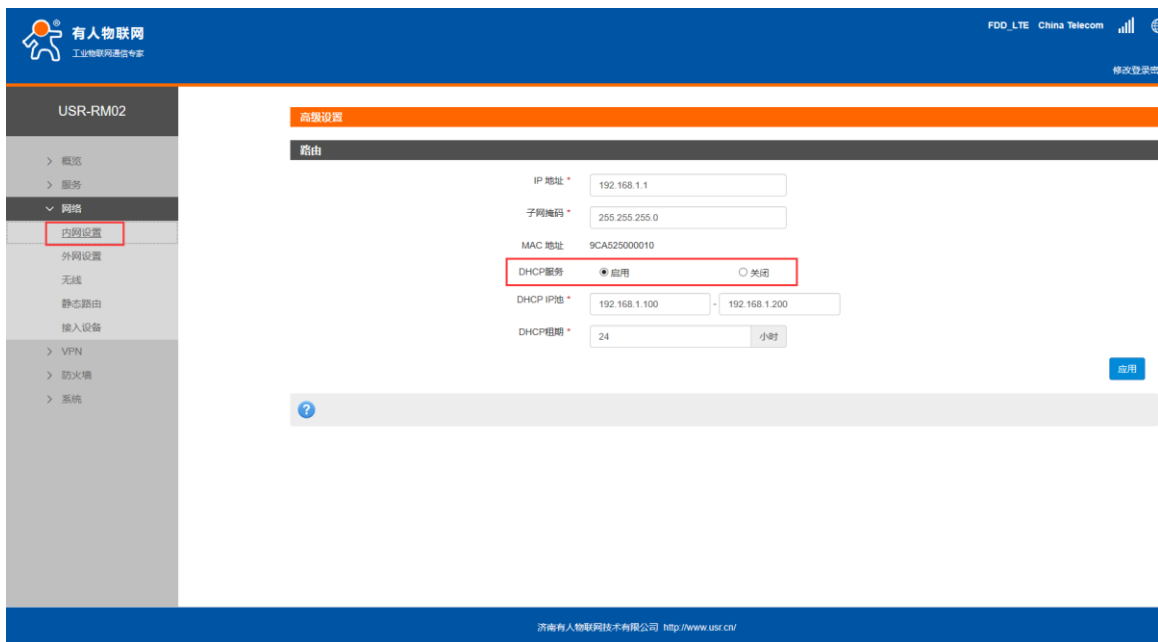 有人物联网
工业物联网通信专家
FDD_LTE China Telecom
修改登录密
USR-RM02
概览
服务
网络
内网设置
外网设置
无线
静态路由
接入设备
VPN
防火墙
系统
高级设置
路由
IP 地址 * 192.168.1.1
子网掩码 * 255.255.255.0
MAC 地址 9CA525000010
DHCP服务 启用 关闭
DHCP IP池 * 192.168.1.100 - 192.168.1.200
DHCP租期 * 24 小时
应用
济南有人物联网技术有限公司 http://www.usr.cn/